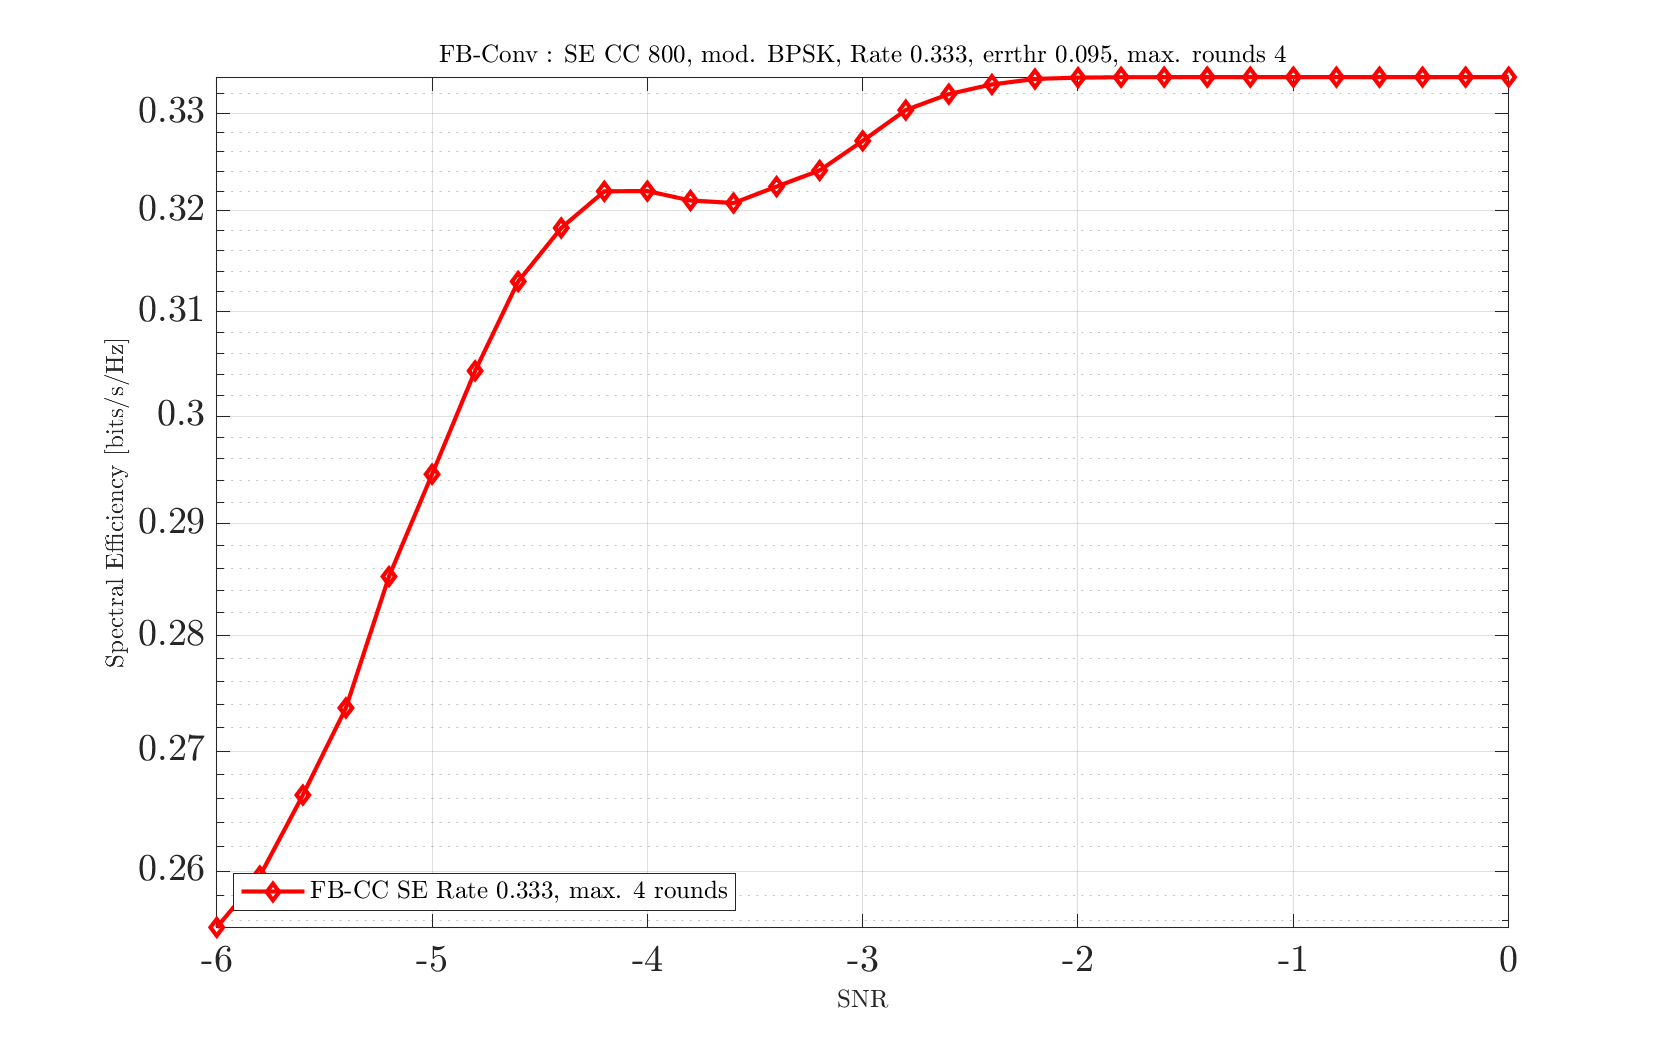 FB-Conv : SE CC 800, mod. BPSK, Rate 0.333, errthr 0.095, max. rounds 4
0.33
0.32
0.31
0.3
0.29
0.28
0.27
0.26
Spectral Efficiency [bits/s/Hz]
FB-CC SE Rate 0.333, max. 4 rounds
-6 -5 -4 -3 -2 -1 0
SNR